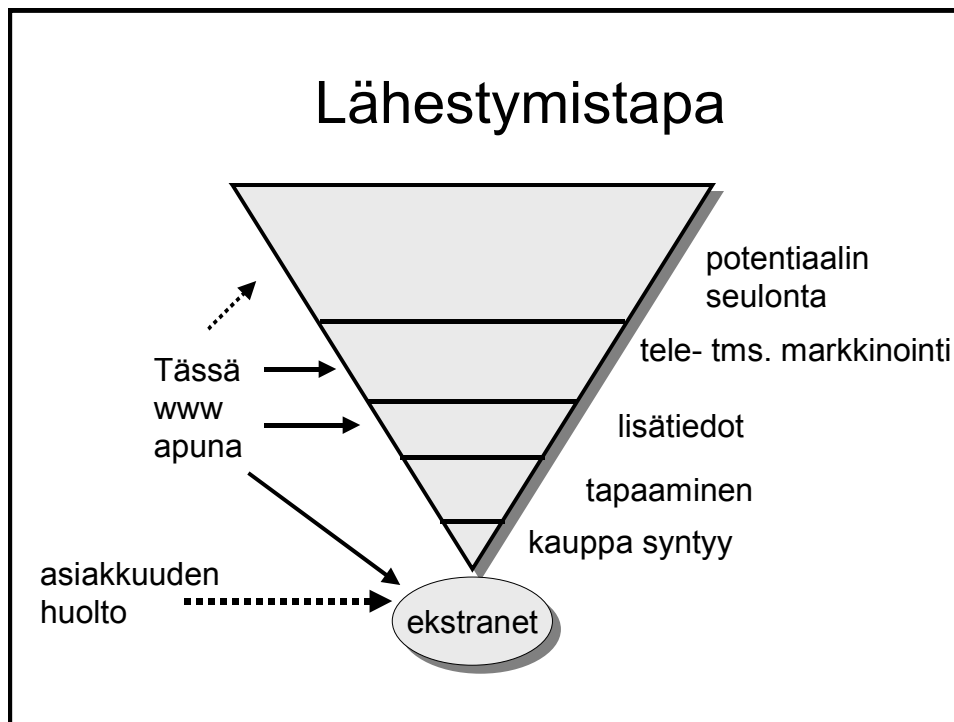 Lähestymistapa
potentiaalin
seulonta
tele- tms. markkinointi
Tässä
www
apuna
lisätiedot
tapaaminen
kauppa syntyy
asiakkuuden
huolto
ekstranet